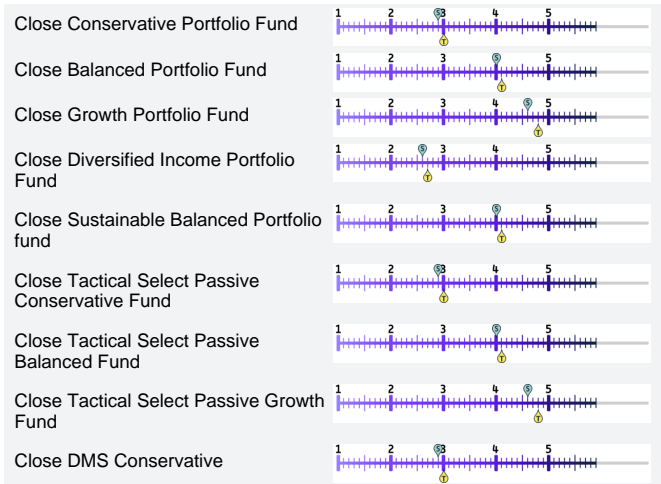 Close Conservative Portfolio Fund
1 2 S 3 4 5
T
Close Balanced Portfolio Fund
1 2 3 4 5
S
T
Close Growth Portfolio Fund
1 2 3 4 5
S
T
Close Diversified Income Portfolio
Fund
1 2 3 4 5
S
T
Close Sustainable Balanced Portfolio
fund
1 2 3 4 5
S
T
Close Tactical Select Passive
Conservative Fund
1 2 S 3 4 5
T
Close Tactical Select Passive
Balanced Fund
1 2 3 4 5
S
T
Close Tactical Select Passive Growth
Fund
1 2 3 4 5
S
T
Close DMS Conservative
1 2 S 3 4 5
T